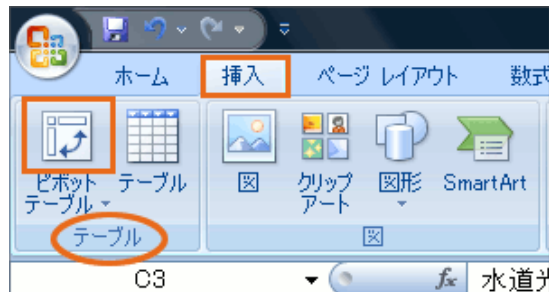 ホーム 挿入 ページ レイアウト 数式
ピボット
テーブル テーブル 図 クリップ
アート 図形 SmartArt
テーブル 図
C3 fx 水道